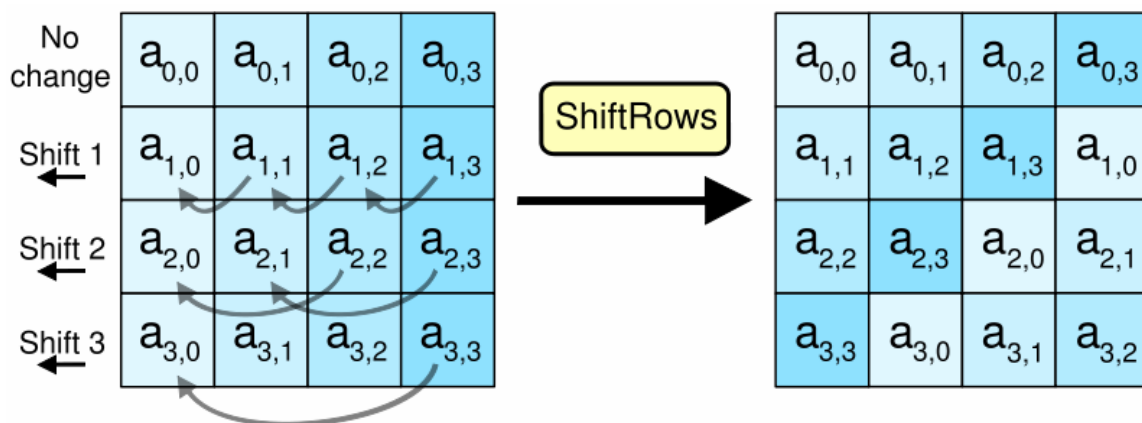 No
change
a0,0 a0,1 a0,2 a0,3
Shift 1
a1,0 a1,1 a1,2 a1,3
Shift 2
a2,0 a2,1 a2,2 a2,3
Shift 3
a3,0 a3,1 a3,2 a3,3
ShiftRows
a0,0 a0,1 a0,2 a0,3
a1,1 a1,2 a1,3 a1,0
a2,2 a2,3 a2,0 a2,1
a3,3 a3,0 a3,1 a3,2